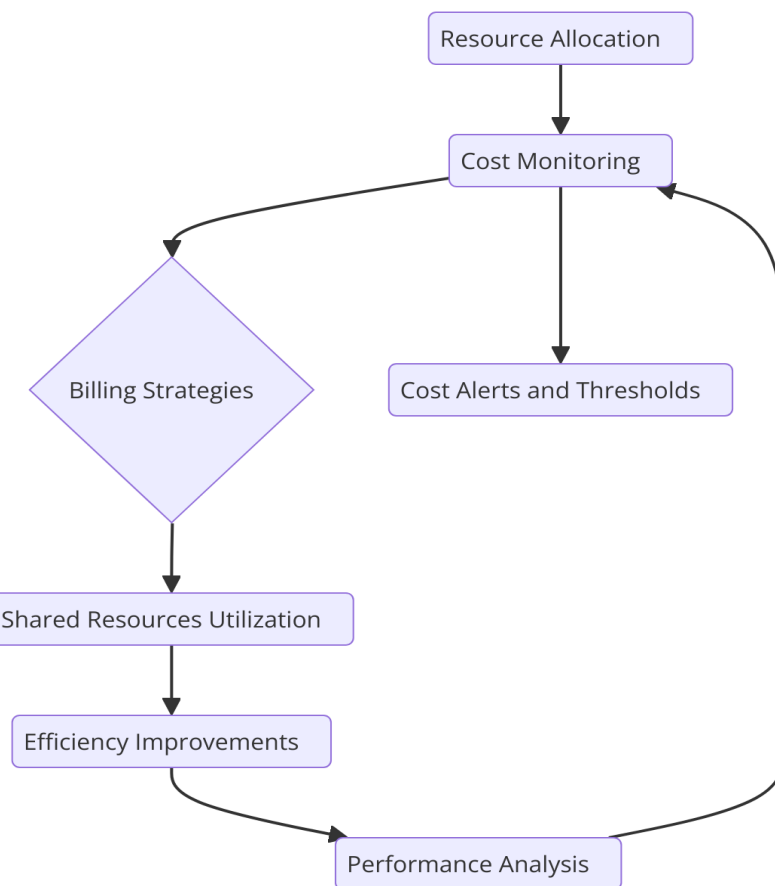 Resource Allocation
Cost Monitoring
Billing Strategies
Cost Alerts and Thresholds
Shared Resources Utilization
Efficiency Improvements
Performance Analysis